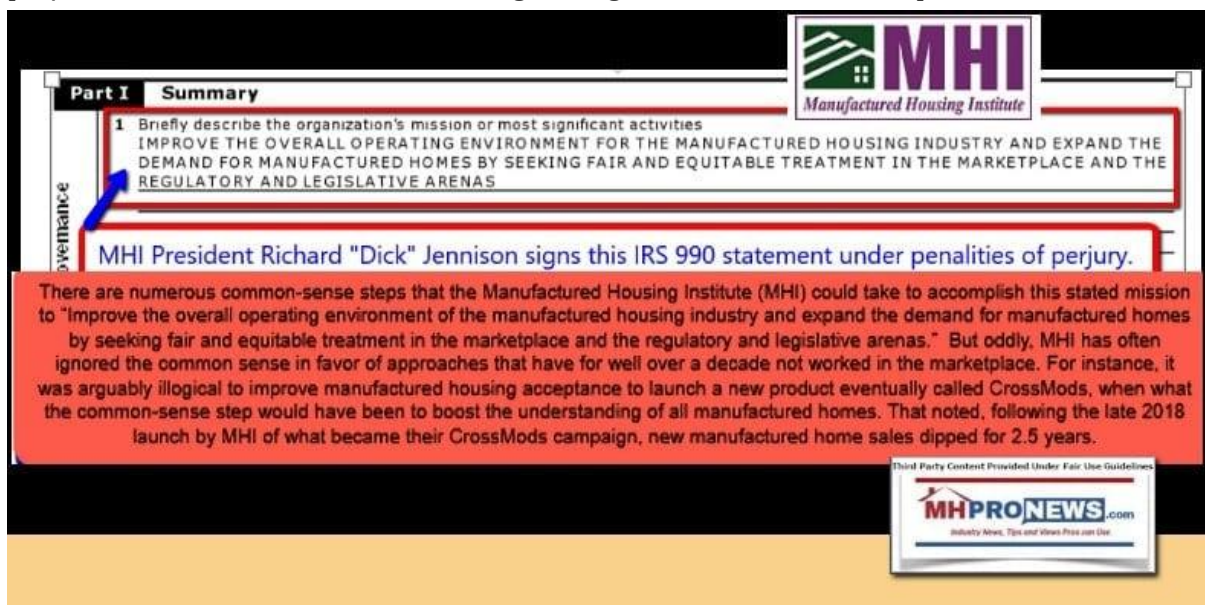 MHI
Manufactured Housing Institute
Part I Summary
1 Briefly describe the organization's mission or most significant activities
IMPROVE THE OVERALL OPERATING ENVIRONMENT FOR THE MANUFACTURED HOUSING INDUSTRY AND EXPAND THE
DEMAND FOR MANUFACTURED HOMES BY SEEKING FAIR AND EQUITABLE TREATMENT IN THE MARKETPLACE AND THE
REGULATORY AND LEGISLATIVE ARENAS
MHI President Richard "Dick" Jennison signs this IRS 990 statement under penalities of perjury.
There are numerous common-sense steps that the Manufactured Housing Institute (MHI) could take to accomplish this stated mission
to "Improve the overall operating environment of the manufactured housing industry and expand the demand for manufactured homes
by seeking fair and equitable treatment in the marketplace and the regulatory and legislative arenas." But oddly, MHI has often
ignored the common sense in favor of approaches that have for well over a decade not worked in the marketplace. For instance, it
was arguably illogical to improve manufactured housing acceptance to launch a new product eventually called CrossMods, when what
the common-sense step would have been to boost the understanding of all manufactured homes. That noted, following the late 2018
launch by MHI of what became their CrossMods campaign, new manufactured home sales dipped for 2.5 years.
Third Party Content Provided Under Fair Use Guidelines
MHPRONEWS.com
Industry News, Tips and Views Pros can Use